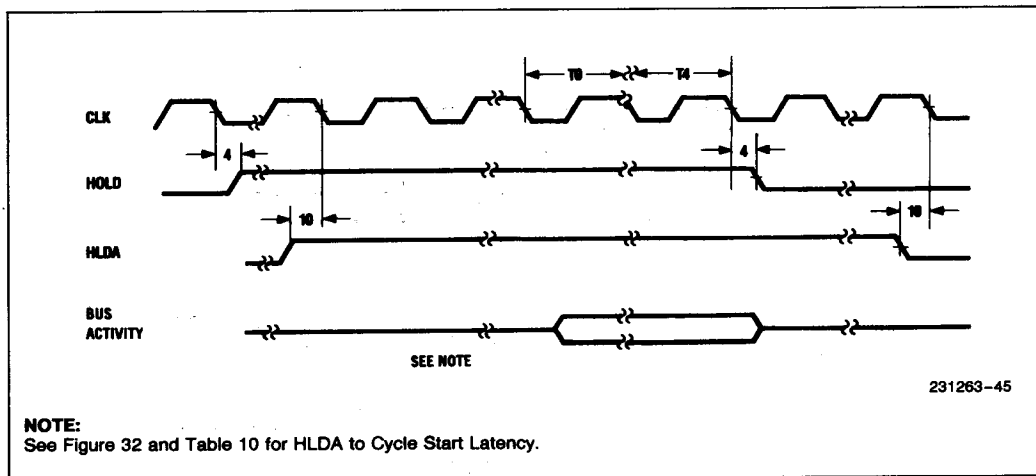 T0 T4
CLK
4 4
HOLD
10 10
HLDA
BUS
ACTIVITY
SEE NOTE
231263-45
NOTE:
See Figure 32 and Table 10 for HLDA to Cycle Start Latency.